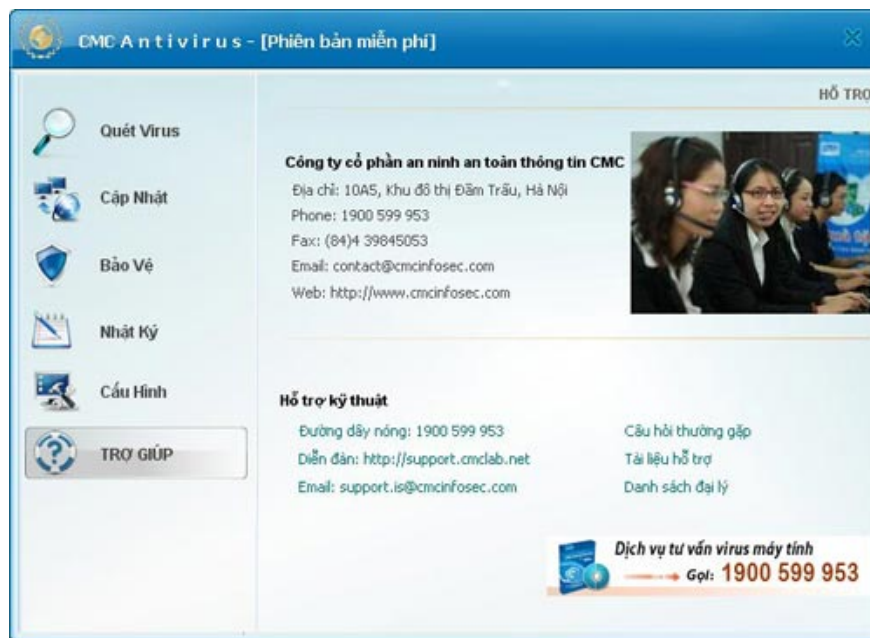 CMC Antivirus - [Phiên bản miễn phí]
HỖ TRỢ
Quét Virus
Cập Nhật
Bảo Vệ
Nhật Ký
Cấu Hình
TRỢ GIÚP
Công ty cổ phần an ninh an toàn thông tin CMC
Địa chỉ: 10A5, Khu đô thị Đầm Trấu, Hà Nội
Phone: 1900 599 953
Fax: (84)4 39845053
Email: contact@cmcinfosec.com
Web: http://www.cmcinfosec.com
Hỗ trợ kỹ thuật
Đường dây nóng: 1900 599 953
Diễn đàn: http://support.cmclab.net
Email: support.is@cmcinfosec.com
Câu hỏi thường gặp
Tài liệu hỗ trợ
Danh sách đại lý
Dịch vụ tư vấn virus máy tính
Gọi: 1900 599 953